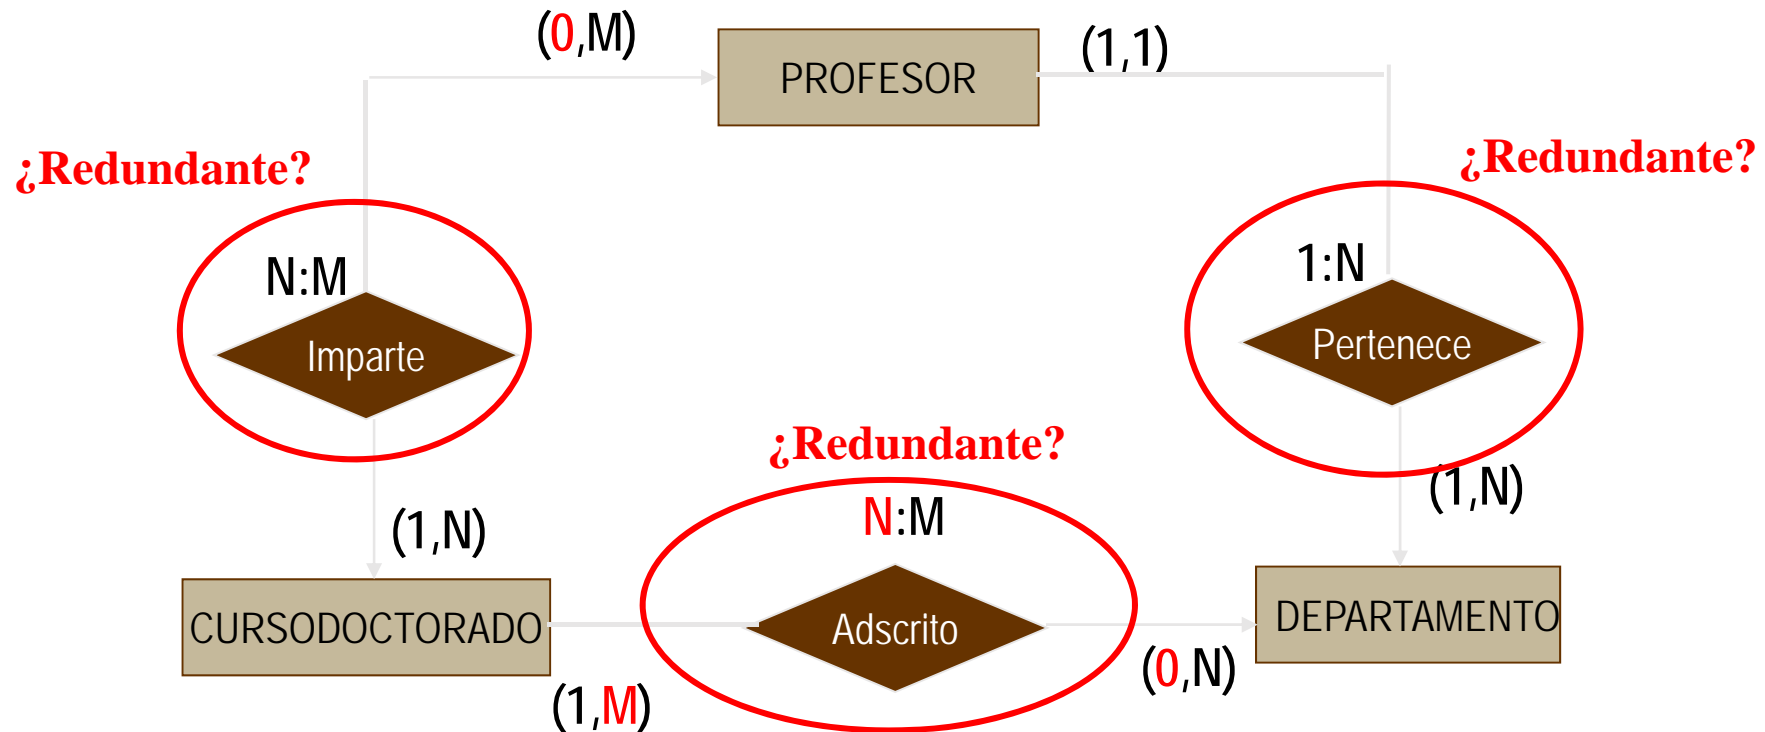 (0,M)
PROFESOR
(1,1)
¿Redundante?
¿Redundante?
N:M
1:N
Imparte
Pertenece
¿Redundante?
(1,N)
N:M
(1,N)
CURSODOCTORADO
Adscrito
DEPARTAMENTO
(1,M)
(0,N)